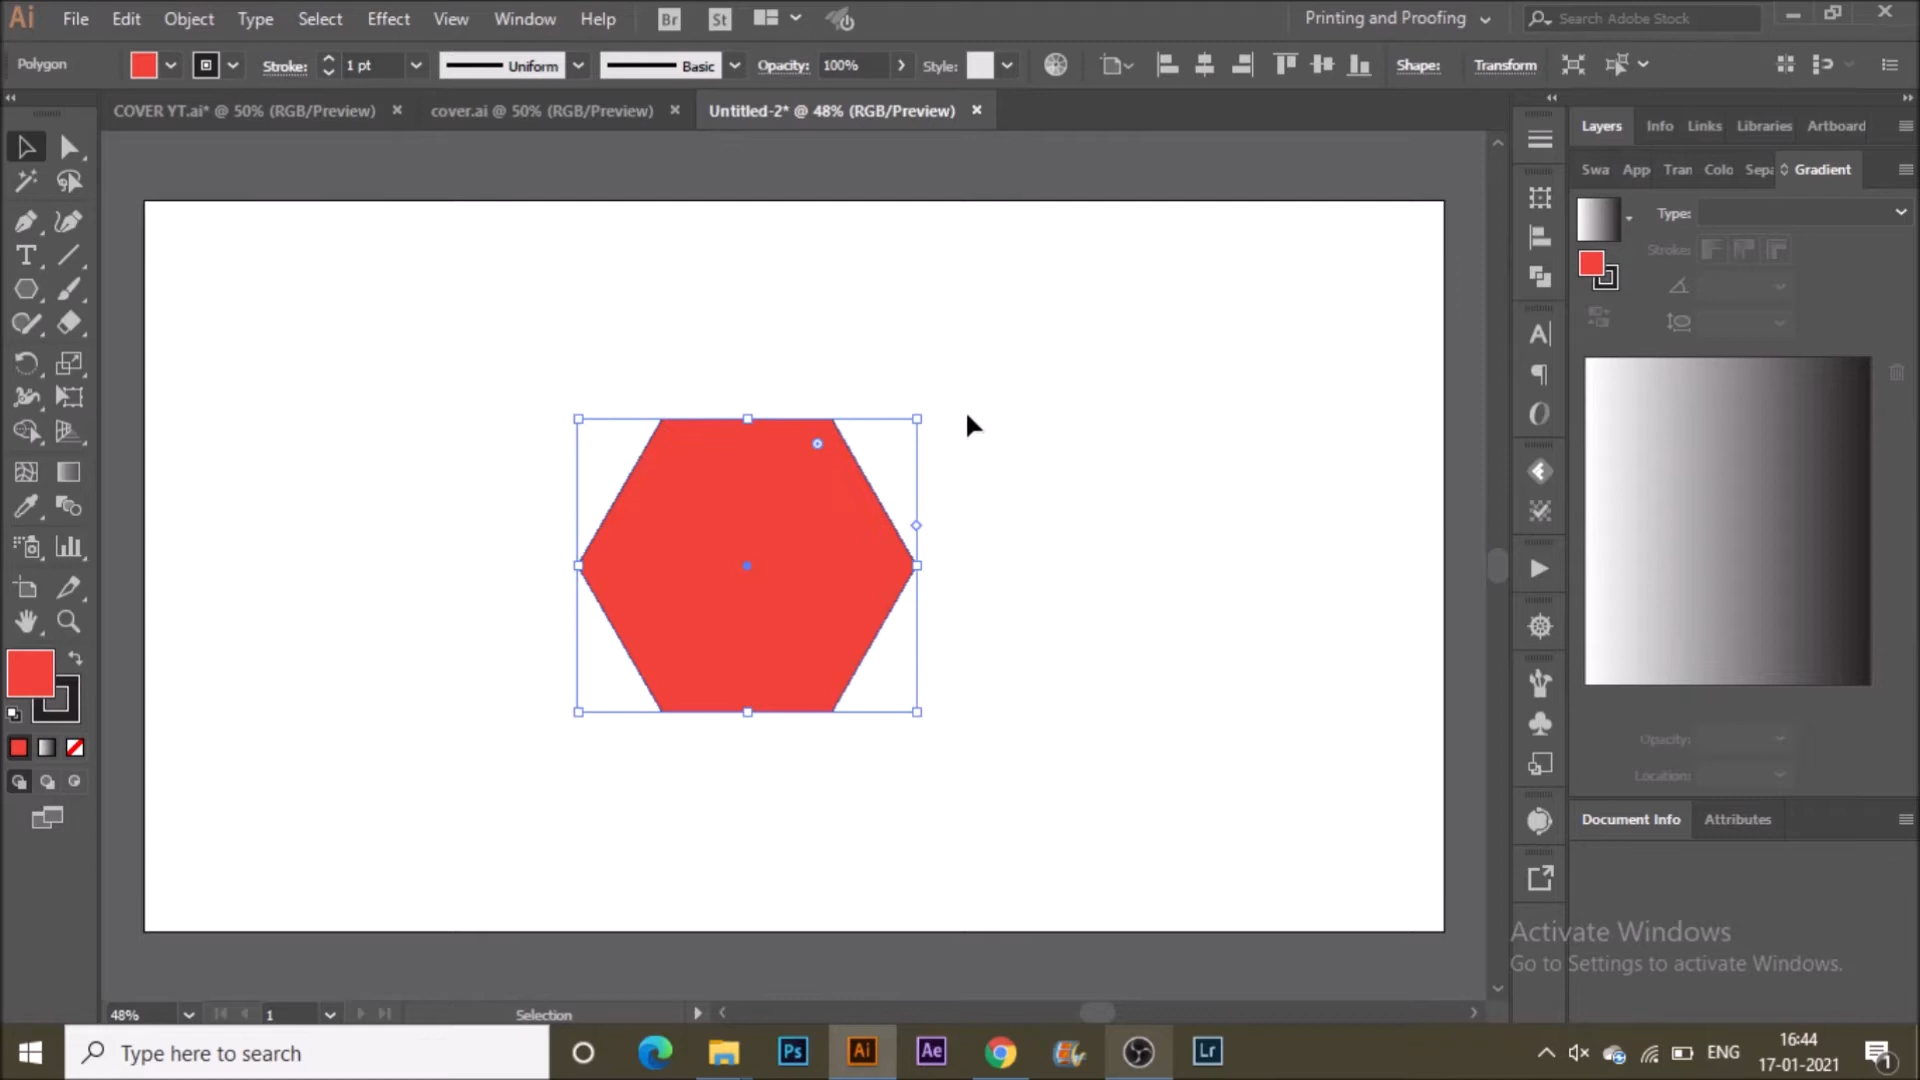 Ai File Edit Object Type Select Effect View Window Help Br St Printing and Proofing Search Adobe Stock
Polygon Stroke: 1 pt Uniform Basic Opacity: 100% Style: Shape: Transform
COVER YT.ai* @ 50% (RGB/Preview) × cover.ai @ 50% (RGB/Preview) × Untitled-2* @ 48% (RGB/Preview) ×
Layers Info Links Libraries Artboard
Swa App Tran Colo Sepa Gradient
Type:
Stroke:
Opacity:
Location:
Document Info Attributes
Activate Windows
Go to Settings to activate Windows.
48% 1 Selection
Type here to search Ps Ai Ae Lr ENG 16:44
17-01-2021 1